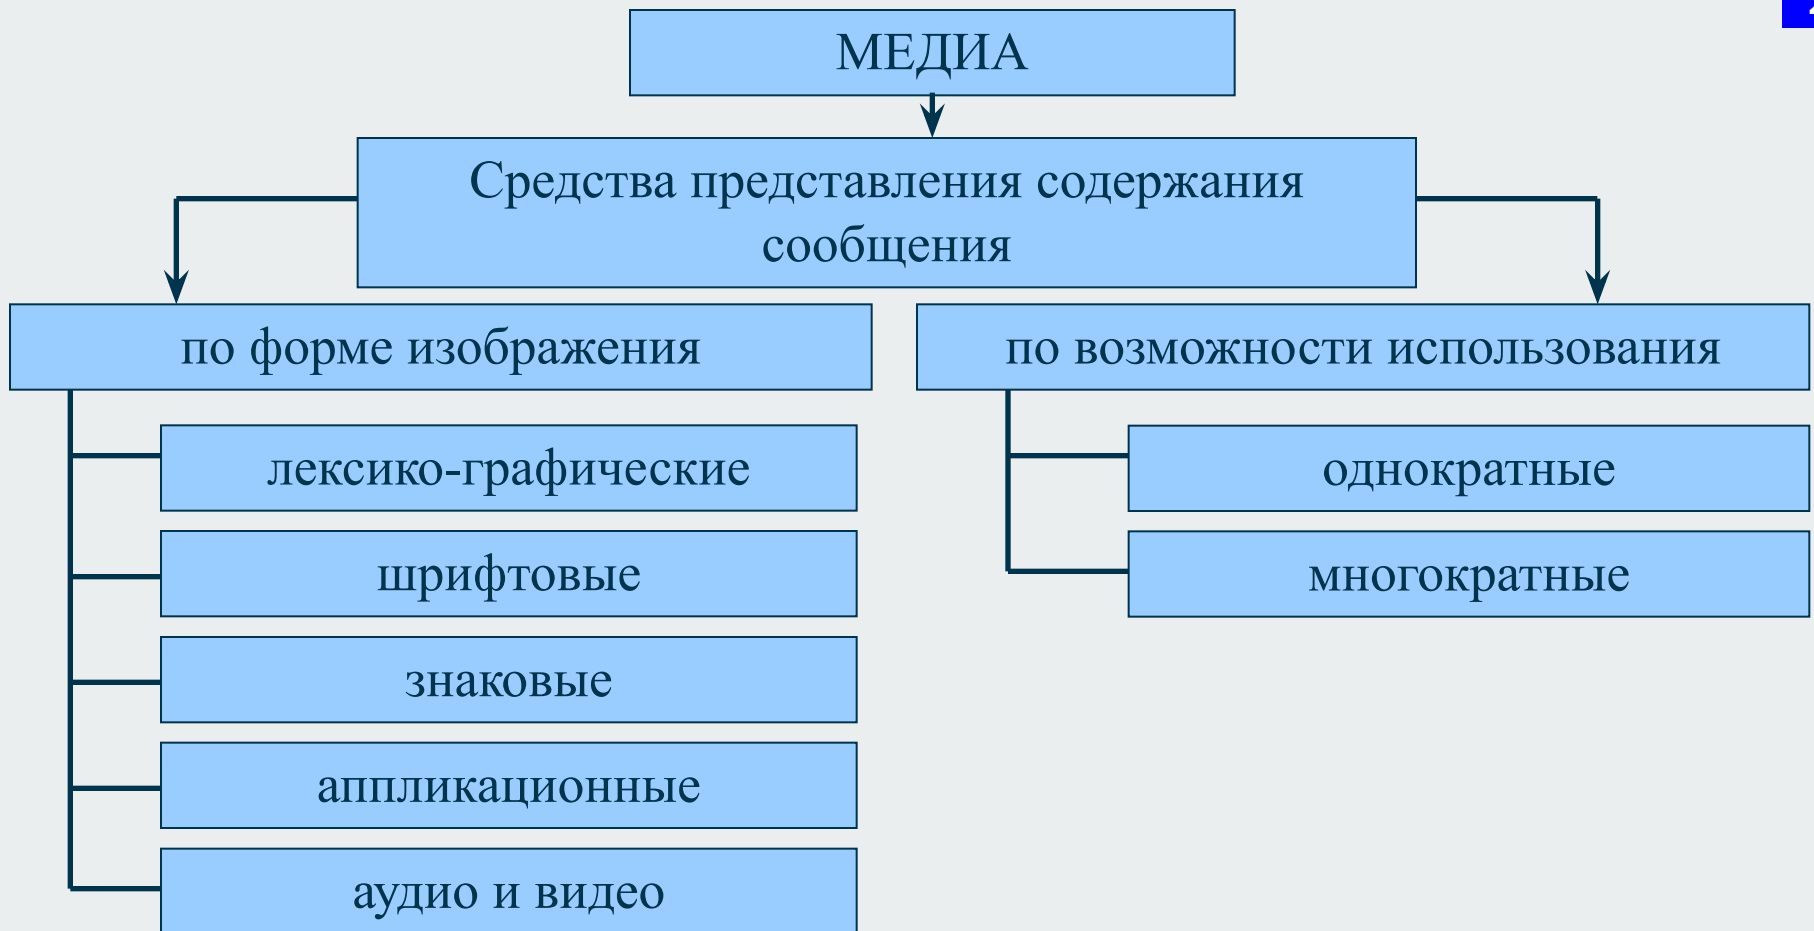 МЕДИА
Средства представления содержания
сообщения
по форме изображения
лексико-графические
шрифтовые
знаковые
аппликационные
аудио и видео
по возможности использования
однократные
многократные